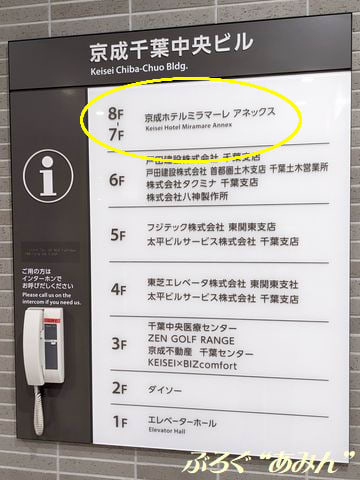 京成千葉中央ビル
Keisei Chiba-Chuo Bldg.
8F
7F
京成ホテルミラマーレ アネックス
Keisei Hotel Miramare Annex
6F
戸田建設株式会社 千葉支店
戸田建設株式会社 首都圏土木支店 千葉土木営業所
株式会社タクミナ 千葉支店
株式会社八神製作所
5F
フジテック株式会社 東関東支店
太平ビルサービス株式会社 千葉支店
4F
東芝エレベータ株式会社 東関東支社
太平ビルサービス株式会社 千葉支店
3F
千葉中央医療センター
ZEN GOLF RANGE
京成不動産 千葉センター
KEISEI×BIZcomfort
2F
ダイソー
1F
エレベーターホール
Elevator Hall
i
ご用の方は
インターホンで
お呼びしてください
Please call us on the
intercom if you need us.
ぶろぐ“あみん”